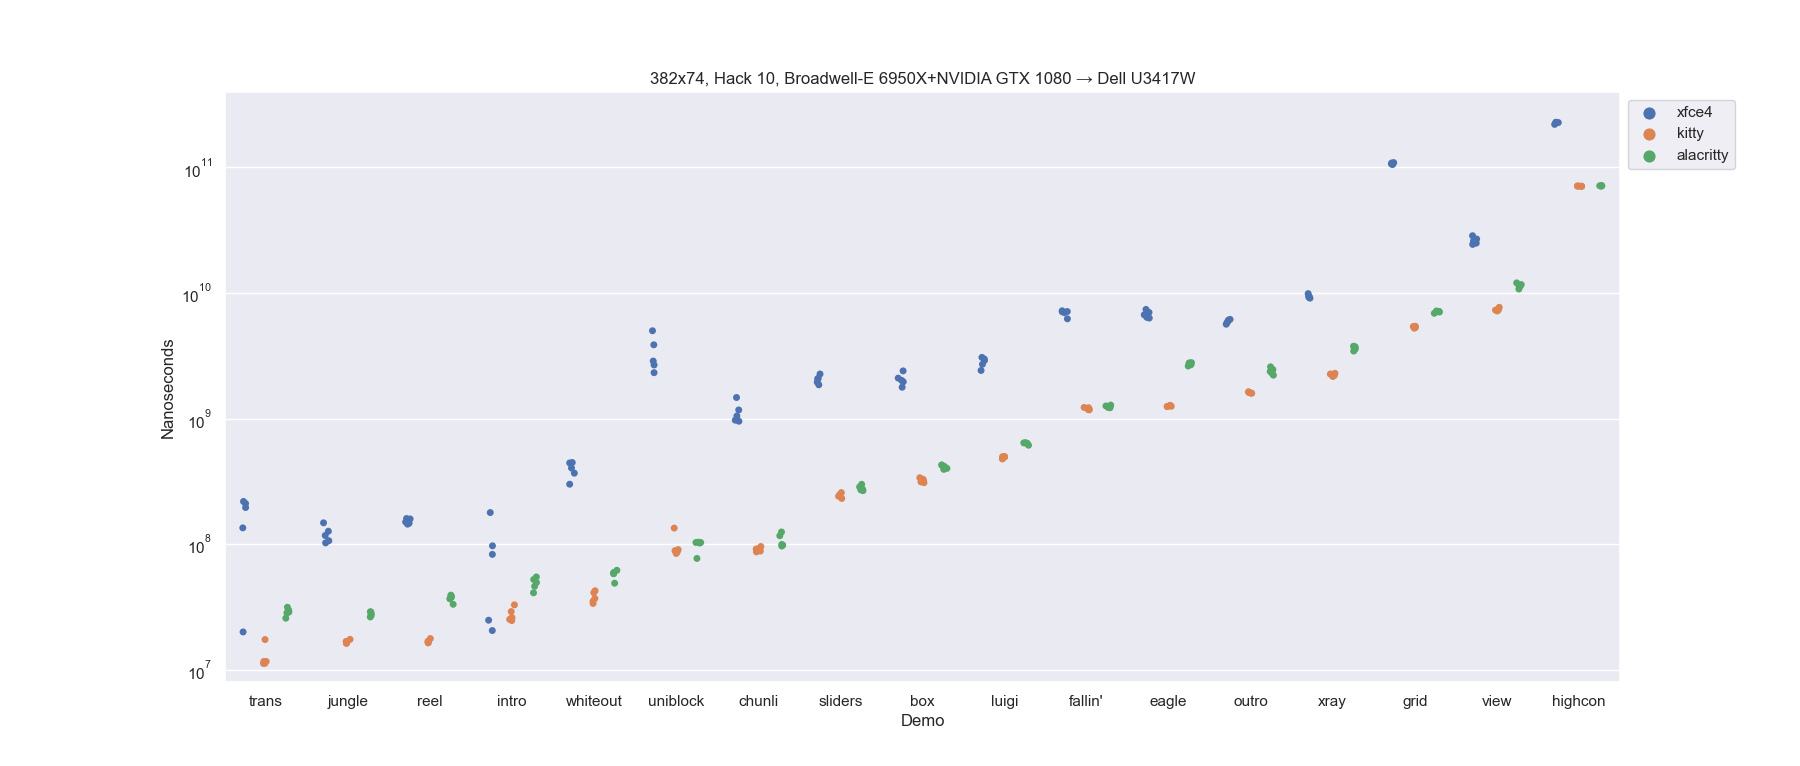 382x74, Hack 10, Broadwell-E 6950X+NVIDIA GTX 1080 → Dell U3417W
xfce4
kitty
alacritty
10^11
10^10
10^9
10^8
10^7
Nanoseconds
trans jungle reel intro whiteout uniblock chunli sliders box luigi fallin' eagle outro xray grid view highcon
Demo